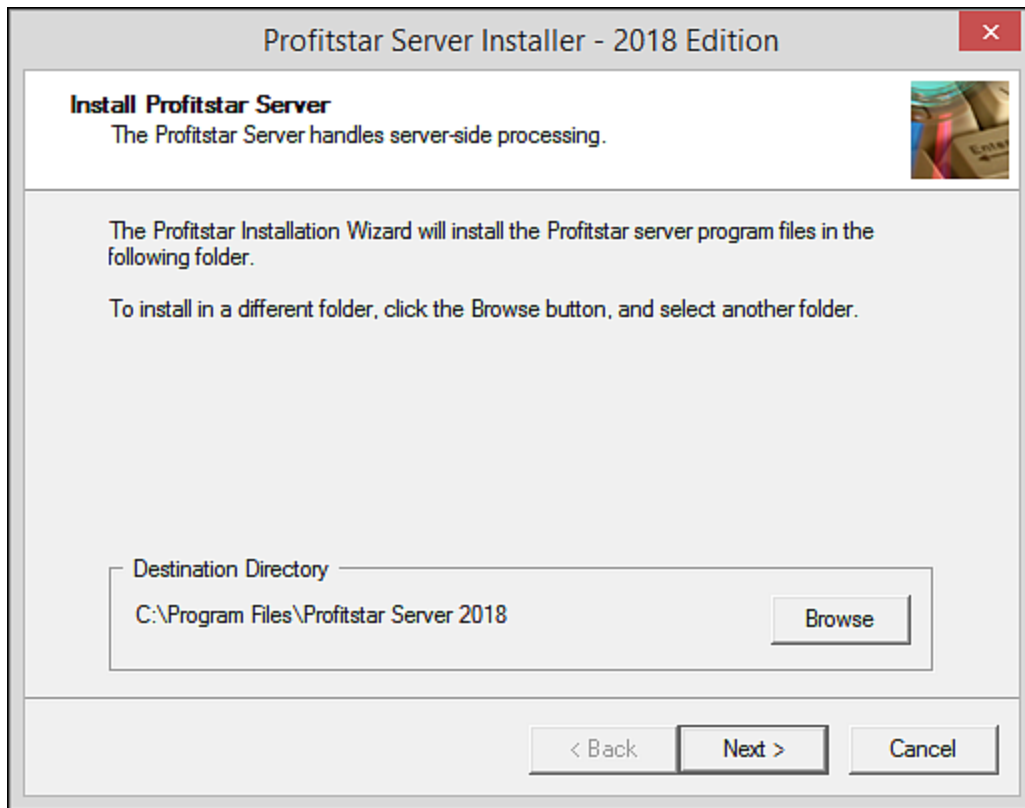 Profitstar Server Installer - 2018 Edition
Install Profitstar Server
The Profitstar Server handles server-side processing.
Enter
The Profitstar Installation Wizard will install the Profitstar server program files in the
following folder.
To install in a different folder, click the Browse button, and select another folder.
Destination Directory
C:\Program Files\Profitstar Server 2018
Browse
< Back
Next >
Cancel